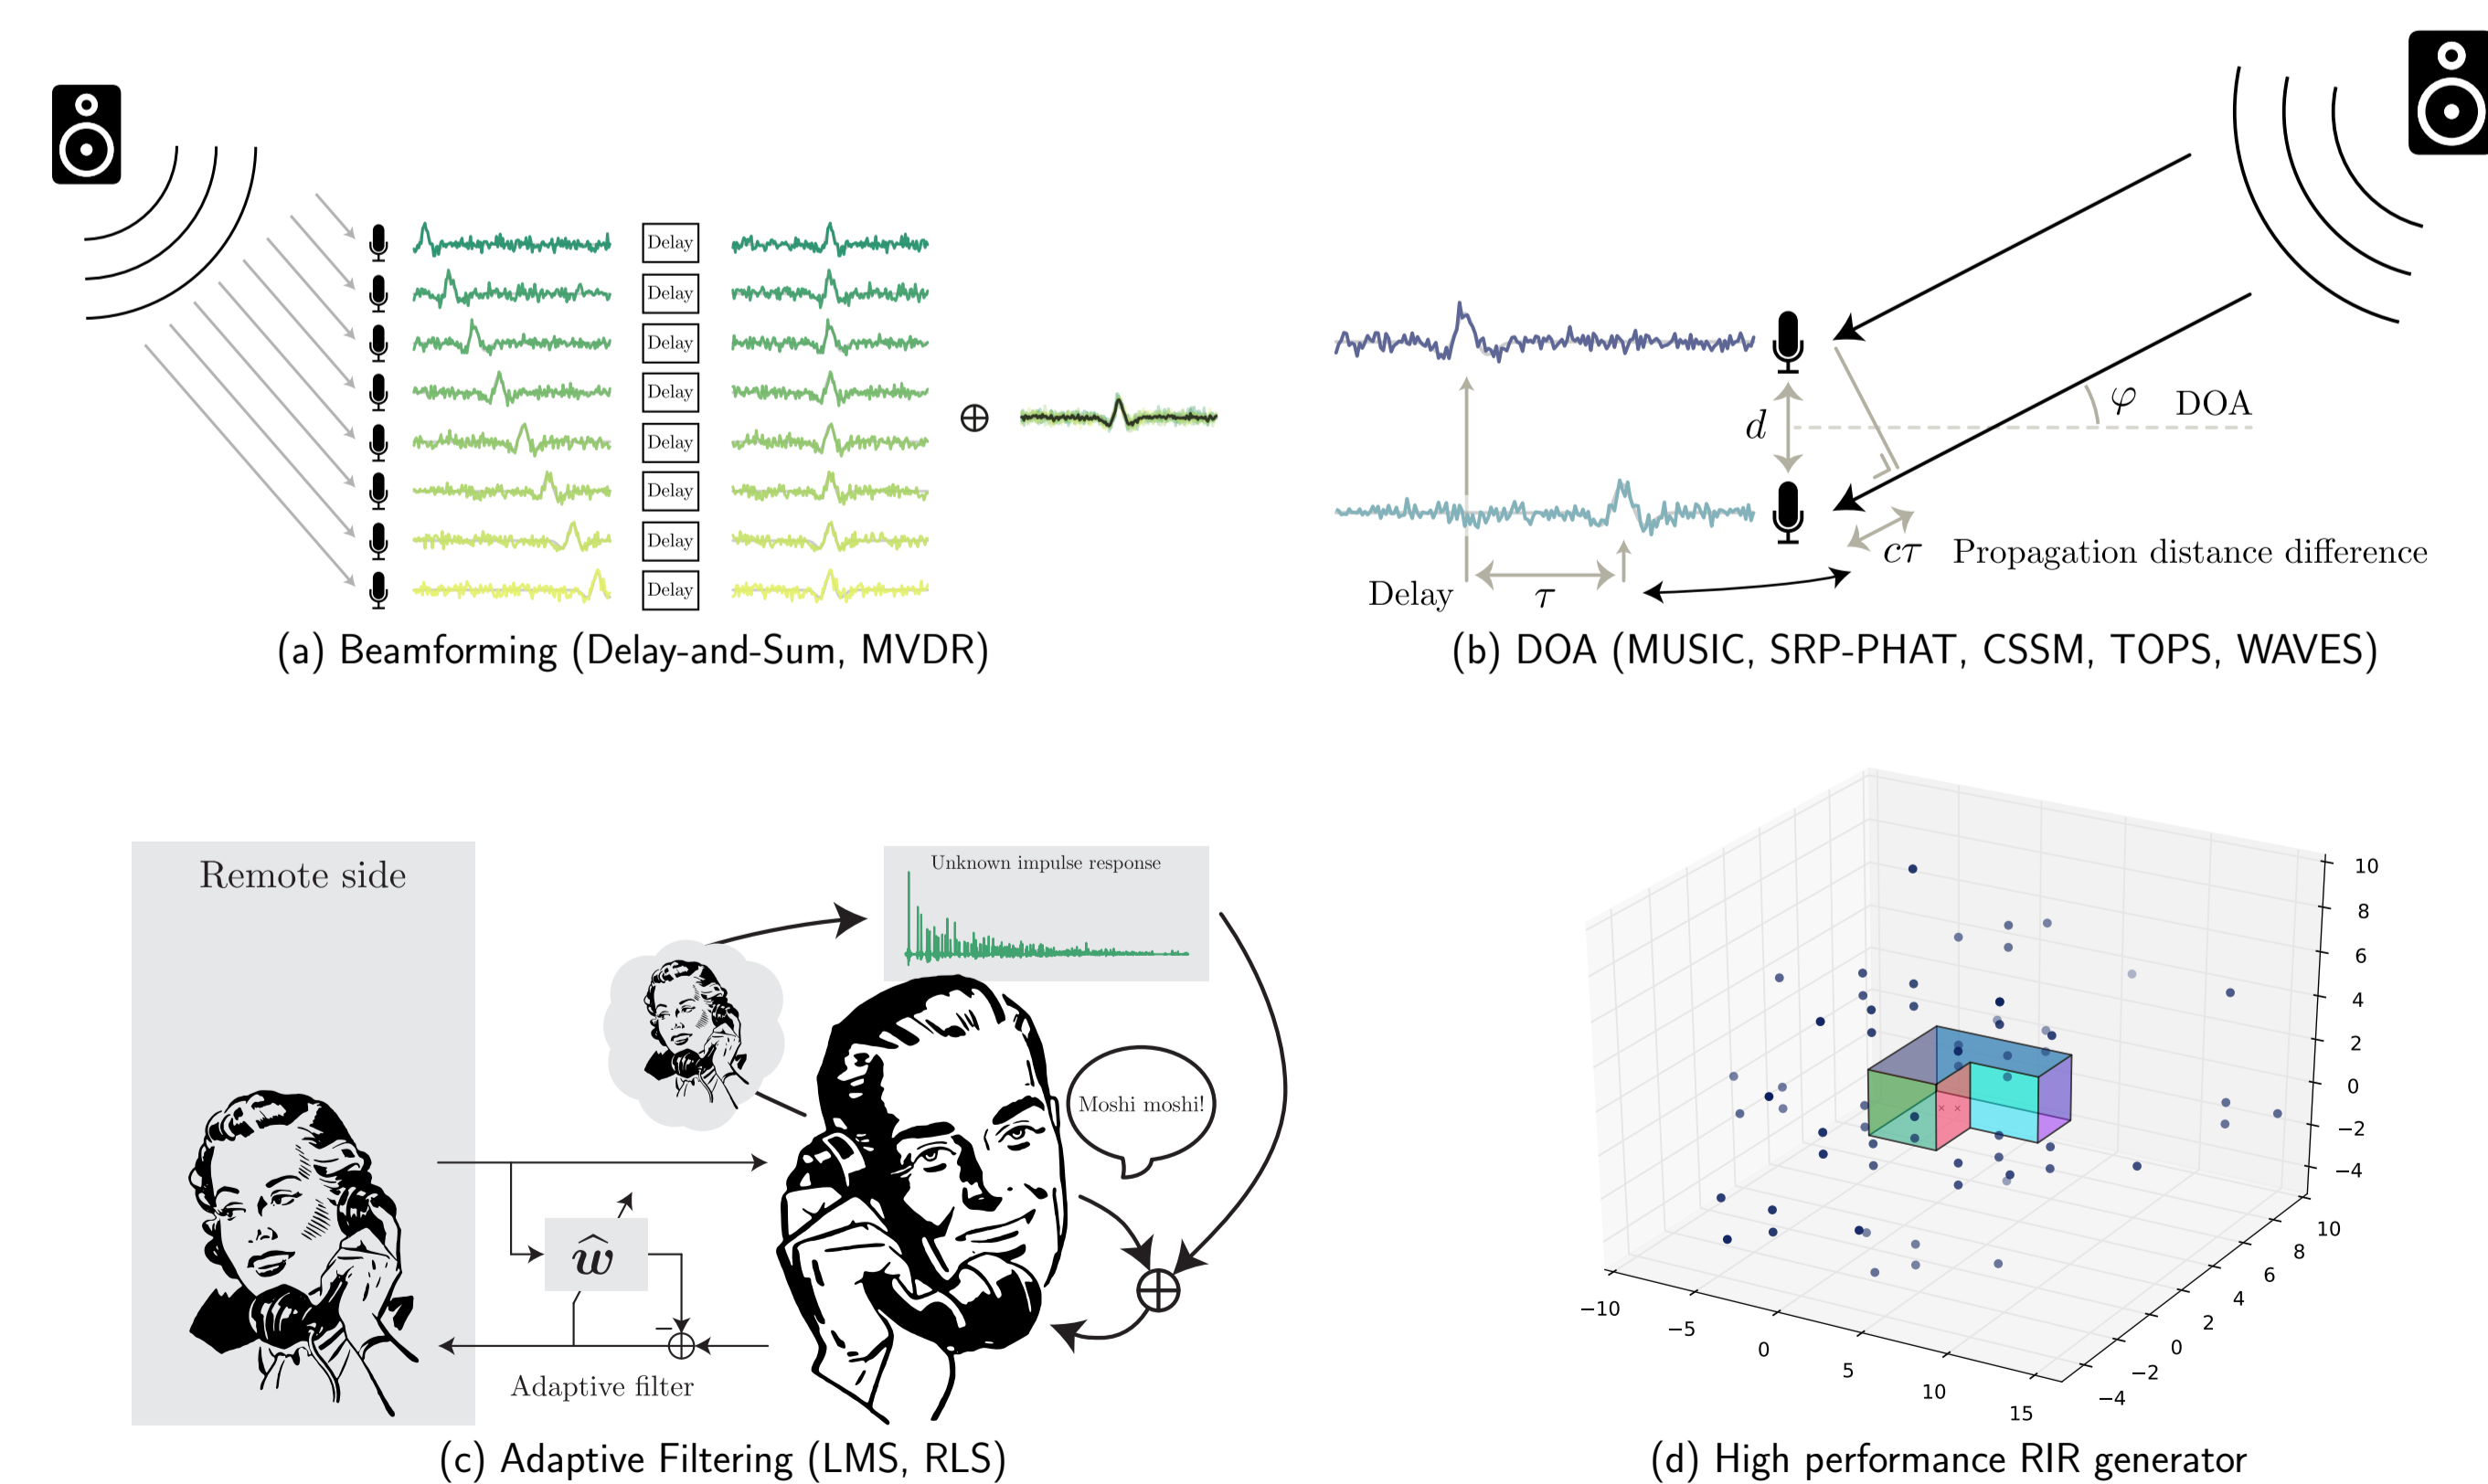 Delay
Delay
Delay
Delay
Delay
Delay
Delay
Delay
⊕
(a) Beamforming (Delay-and-Sum, MVDR)
d
φ DOA
cτ Propagation distance difference
Delay τ
(b) DOA (MUSIC, SRP-PHAT, CSSM, TOPS, WAVES)
Remote side
Unknown impulse response
Moshi moshi!
ŵ
−
Adaptive filter
(c) Adaptive Filtering (LMS, RLS)
10
8
6
4
2
0
−2
−4
−10
−5
0
5
10
15
−4
−2
0
2
4
6
8
10
(d) High performance RIR generator